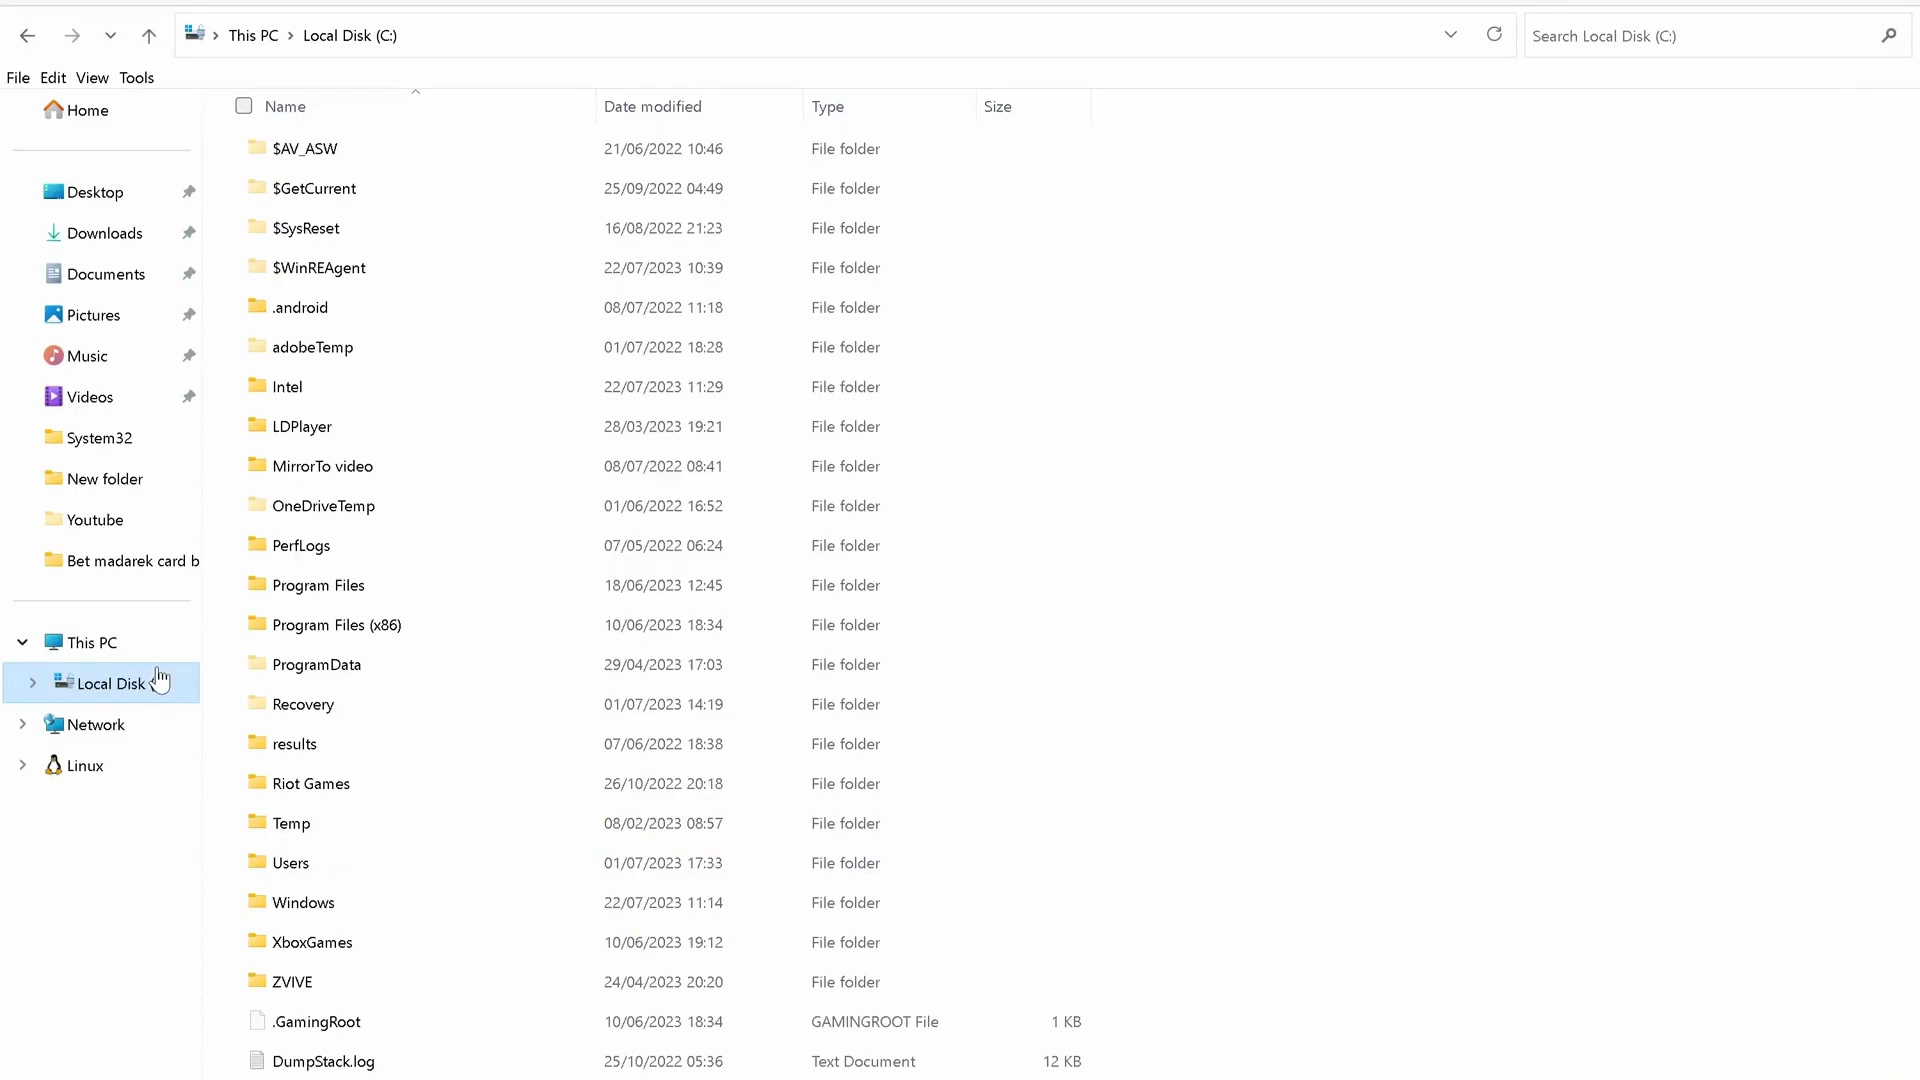 This PC > Local Disk (C:)
Search Local Disk (C:)
File Edit View Tools
Home
Desktop
Downloads
Documents
Pictures
Music
Videos
System32
New folder
Youtube
Bet madarek card b
This PC
Local Disk
Network
Linux
Name Date modified Type Size
$AV_ASW 21/06/2022 10:46 File folder
$GetCurrent 25/09/2022 04:49 File folder
$SysReset 16/08/2022 21:23 File folder
$WinREAgent 22/07/2023 10:39 File folder
.android 08/07/2022 11:18 File folder
adobeTemp 01/07/2022 18:28 File folder
Intel 22/07/2023 11:29 File folder
LDPlayer 28/03/2023 19:21 File folder
MirrorTo video 08/07/2022 08:41 File folder
OneDriveTemp 01/06/2022 16:52 File folder
PerfLogs 07/05/2022 06:24 File folder
Program Files 18/06/2023 12:45 File folder
Program Files (x86) 10/06/2023 18:34 File folder
ProgramData 29/04/2023 17:03 File folder
Recovery 01/07/2023 14:19 File folder
results 07/06/2022 18:38 File folder
Riot Games 26/10/2022 20:18 File folder
Temp 08/02/2023 08:57 File folder
Users 01/07/2023 17:33 File folder
Windows 22/07/2023 11:14 File folder
XboxGames 10/06/2023 19:12 File folder
ZVIVE 24/04/2023 20:20 File folder
.GamingRoot 10/06/2023 18:34 GAMINGROOT File 1 KB
DumpStack.log 25/10/2022 05:36 Text Document 12 KB